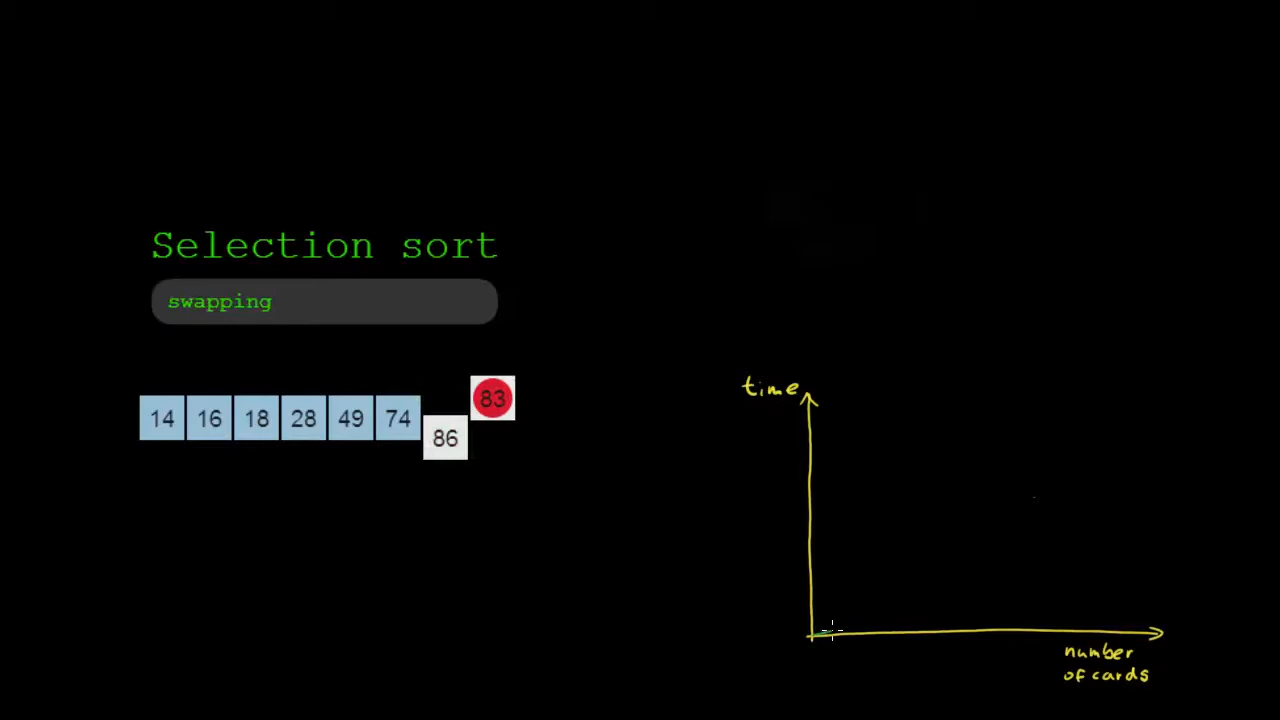 Selection sort
swapping
14 16 18 28 49 74 86 83
time
number
of cards